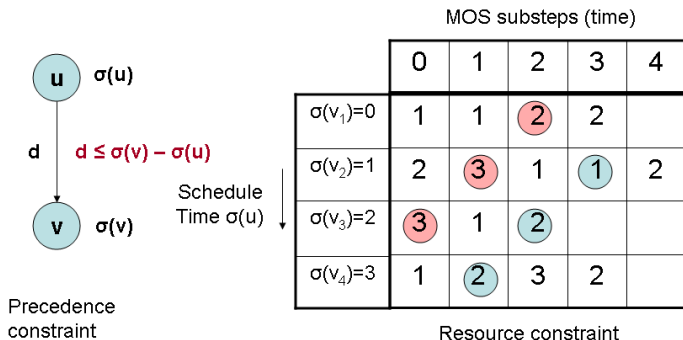 MOS substeps (time)
0 1 2 3 4
u σ(u)
σ(v₁)=0 1 1 2 2
d d ≤ σ(v) – σ(u)
σ(v₂)=1 2 3 1 1 2
Schedule
Time σ(u)
v σ(v)
σ(v₃)=2 3 1 2
σ(v₄)=3 1 2 3 2
Precedence
constraint
Resource constraint